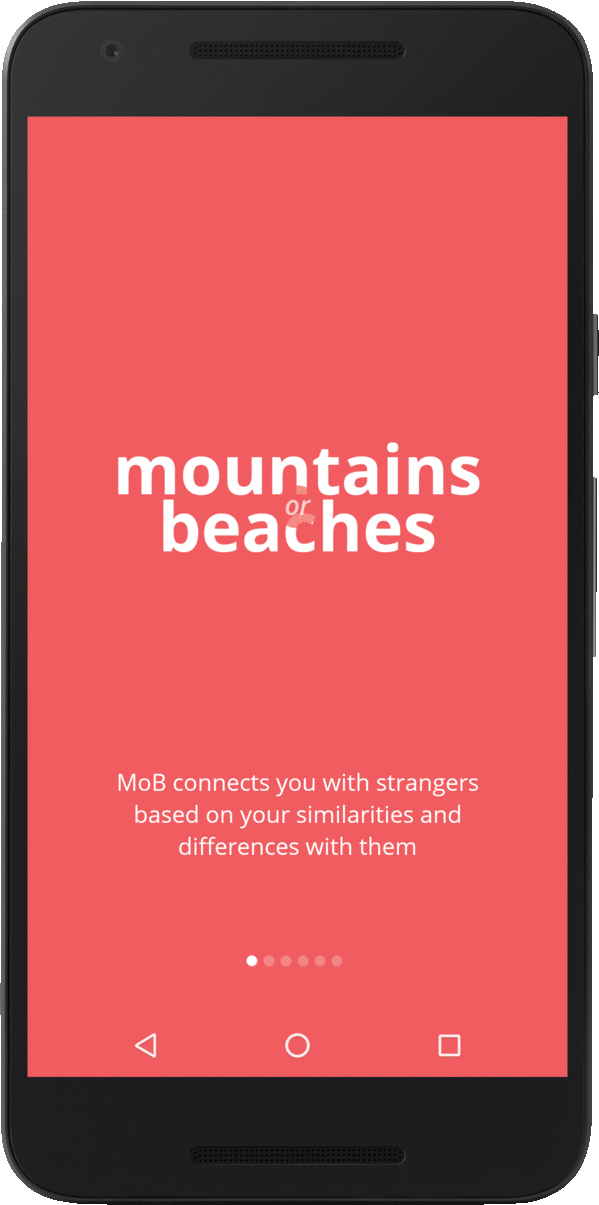 mountains
or
beaches
MoB connects you with strangers
based on your similarities and
differences with them